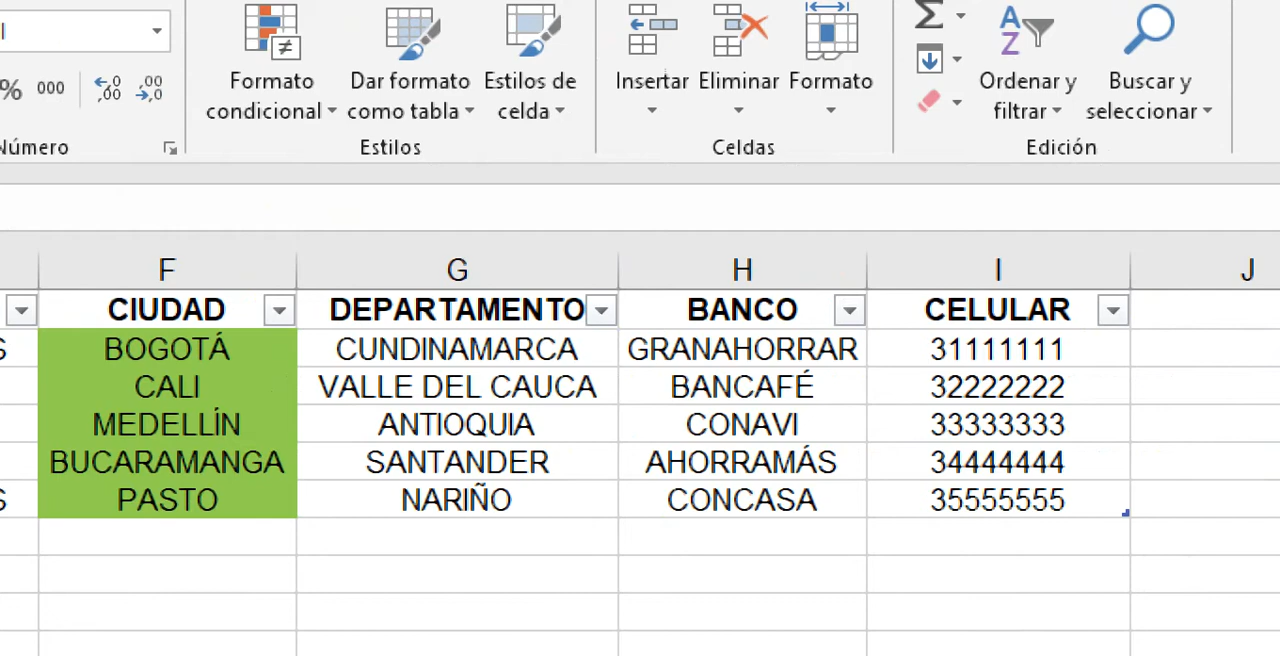 % 000
Formato condicional
Dar formato como tabla
Estilos de celda
Insertar
Eliminar
Formato
Ordenar y filtrar
Buscar y seleccionar
Número
Estilos
Celdas
Edición
F G H I J
CIUDAD DEPARTAMENTO BANCO CELULAR
S BOGOTÁ CUNDINAMARCA GRANAHORRAR 31111111
CALI VALLE DEL CAUCA BANCAFÉ 32222222
MEDELLÍN ANTIOQUIA CONAVI 33333333
BUCARAMANGA SANTANDER AHORRAMÁS 34444444
S PASTO NARIÑO CONCASA 35555555